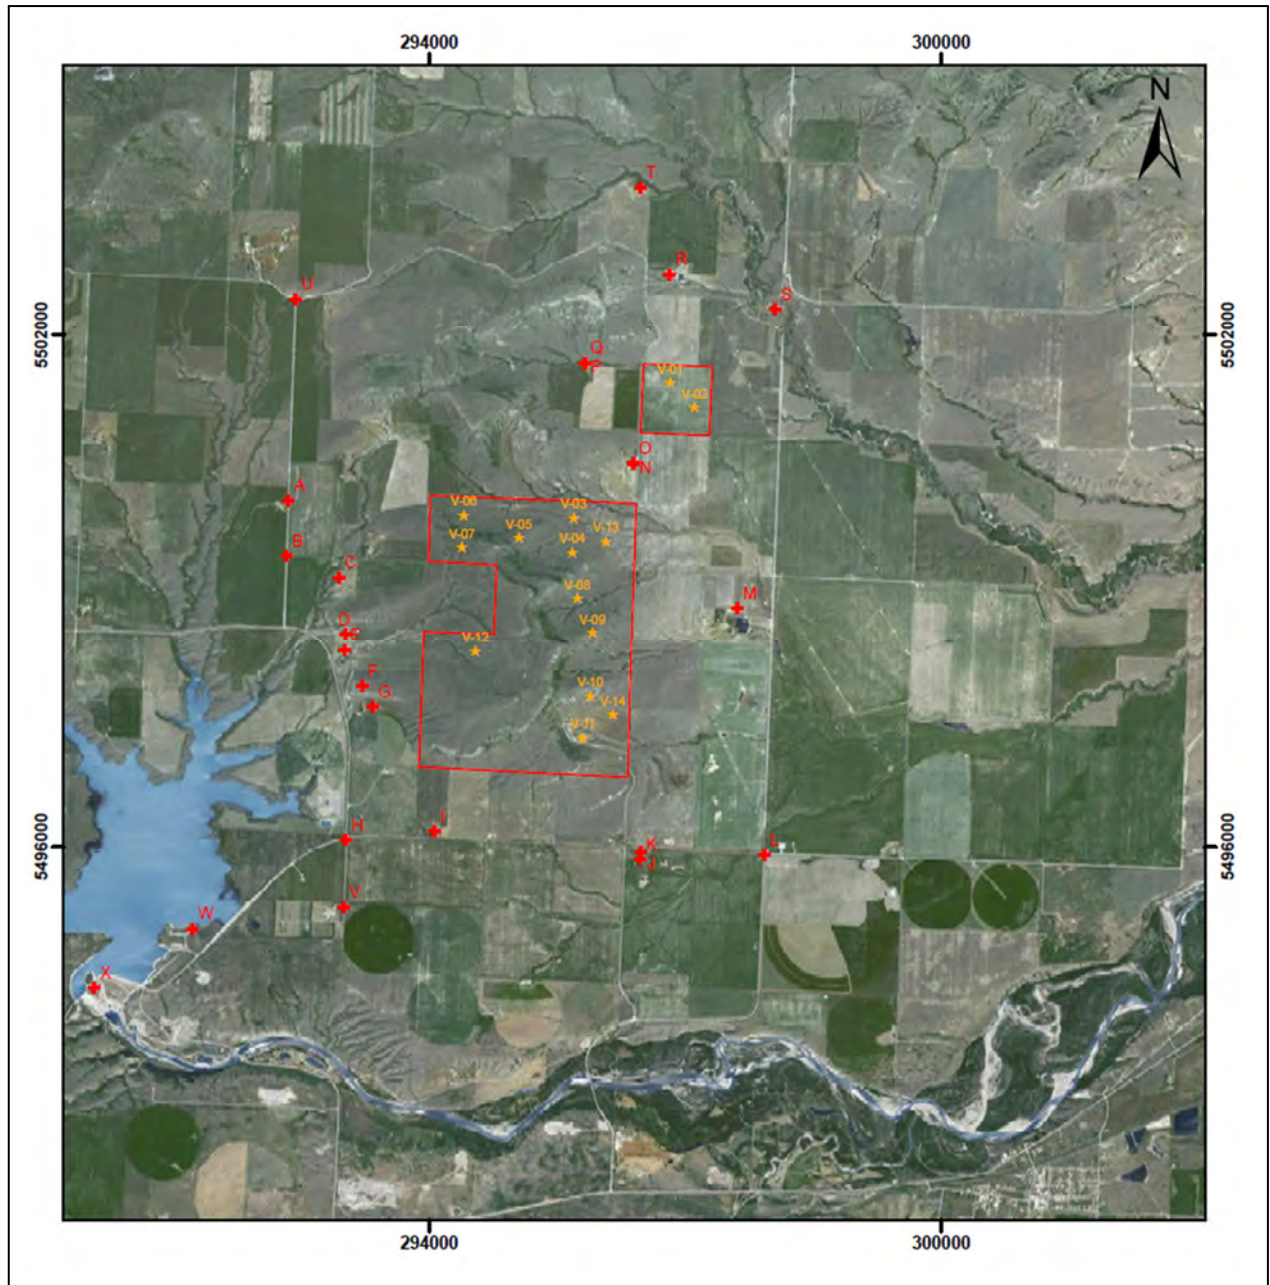 294000
300000
N
T
R
U
S
5502000
5502000
Q
P
V-01
V-02
O
N
A
V-06
V-03
V-05
V-13
V-07
V-04
B
C
V-08
M
D
V-09
E
V-12
F
V-10
G
V-14
V-11
I
H
K
L
5496000
5496000
J
V
W
X
294000
300000